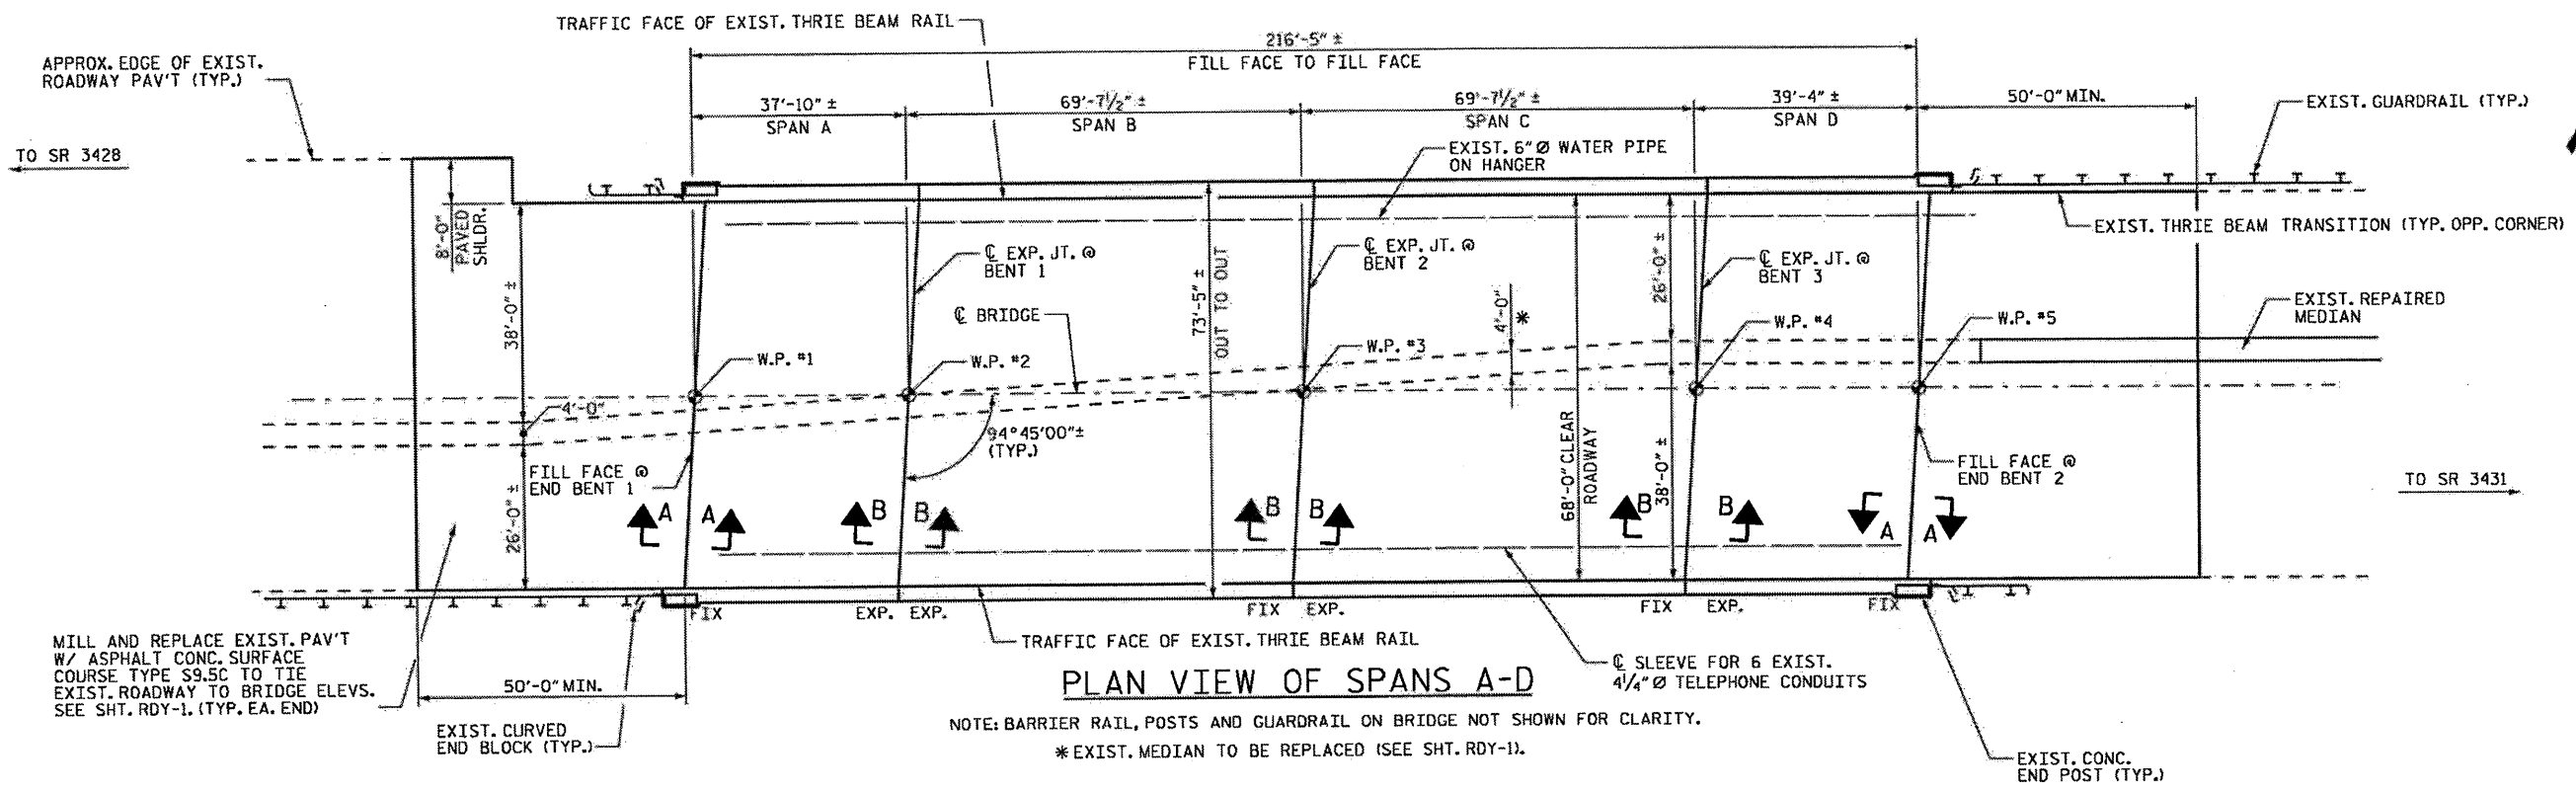 TRAFFIC FACE OF EXIST. THRIE BEAM RAIL
216'-5" ±
FILL FACE TO FILL FACE
APPROX. EDGE OF EXIST.
ROADWAY PAV'T (TYP.)
37'-10" ±
SPAN A
69'-7 1/2" ±
SPAN B
69'-7 1/2" ±
SPAN C
39'-4" ±
SPAN D
50'-0" MIN.
EXIST. GUARDRAIL (TYP.)
TO SR 3428
EXIST. 6" Ø WATER PIPE
ON HANGER
8'-0"
PAVED
SHLDR.
EXIST. THRIE BEAM TRANSITION (TYP. OPP. CORNER)
38'-0" ±
℄ EXP. JT. @
BENT 1
℄ EXP. JT. @
BENT 2
℄ EXP. JT. @
BENT 3
26'-0" ±
73'-5" ±
OUT TO OUT
℄ BRIDGE
4'-0"
*
EXIST. REPAIRED
MEDIAN
W.P. #1
W.P. #2
W.P. #3
W.P. #4
W.P. #5
4'-0"
94°45'00"±
(TYP.)
68'-0" CLEAR
ROADWAY
38'-0" ±
26'-0" ±
FILL FACE @
END BENT 1
FILL FACE @
END BENT 2
TO SR 3431
A A
B B
B B
B B
A A
FIX
EXP. EXP.
FIX EXP.
FIX EXP.
FIX
TRAFFIC FACE OF EXIST. THRIE BEAM RAIL
MILL AND REPLACE EXIST. PAV'T
W/ ASPHALT CONC. SURFACE
COURSE TYPE S9.5C TO TIE
EXIST. ROADWAY TO BRIDGE ELEVS.
SEE SHT. RDY-1. (TYP. EA. END)
50'-0" MIN.
℄ SLEEVE FOR 6 EXIST.
4 1/4" Ø TELEPHONE CONDUITS
PLAN VIEW OF SPANS A-D
EXIST. CURVED
END BLOCK (TYP.)
NOTE: BARRIER RAIL, POSTS AND GUARDRAIL ON BRIDGE NOT SHOWN FOR CLARITY.
* EXIST. MEDIAN TO BE REPLACED (SEE SHT. RDY-1).
EXIST. CONC.
END POST (TYP.)